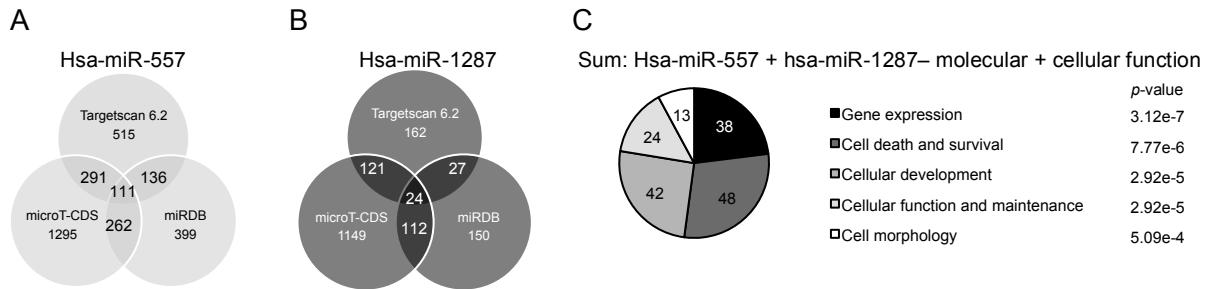 A
Hsa-miR-557
Targetscan 6.2
515
291
136
111
microT-CDS
1295
262
miRDB
399
B
Hsa-miR-1287
Targetscan 6.2
162
121
27
24
microT-CDS
1149
112
miRDB
150
C
Sum: Hsa-miR-557 + hsa-miR-1287– molecular + cellular function
13
38
24
42
48
p-value
Gene expression 3.12e-7
Cell death and survival 7.77e-6
Cellular development 2.92e-5
Cellular function and maintenance 2.92e-5
Cell morphology 5.09e-4